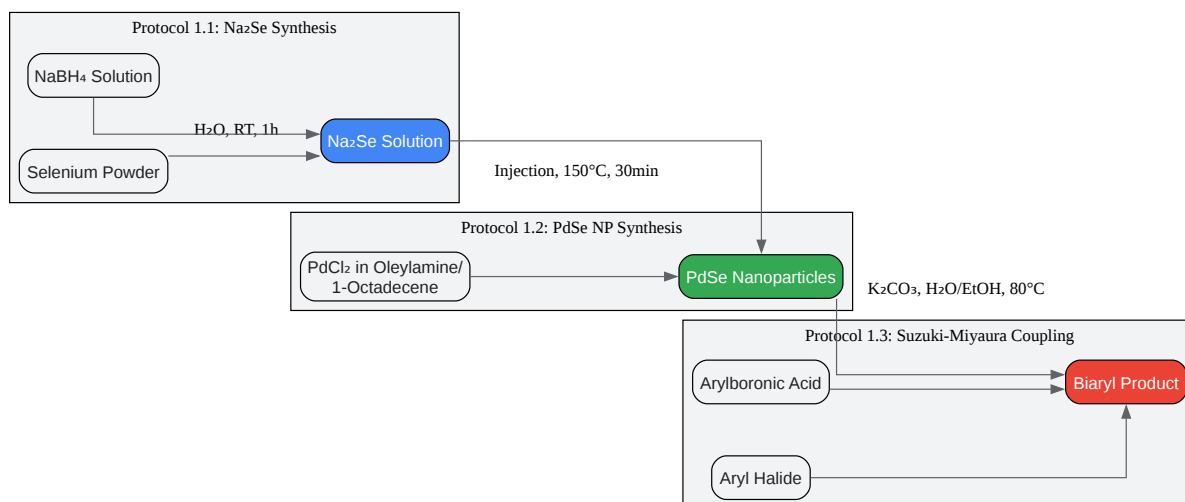 Protocol 1.1: Na₂Se Synthesis
NaBH₄ Solution
H₂O, RT, 1h
Na₂Se Solution
Selenium Powder
Injection, 150°C, 30min
Protocol 1.2: PdSe NP Synthesis
PdCl₂ in Oleylamine/
1-Octadecene
PdSe Nanoparticles
K₂CO₃, H₂O/EtOH, 80°C
Protocol 1.3: Suzuki-Miyaura Coupling
Arylboronic Acid
Biaryl Product
Aryl Halide